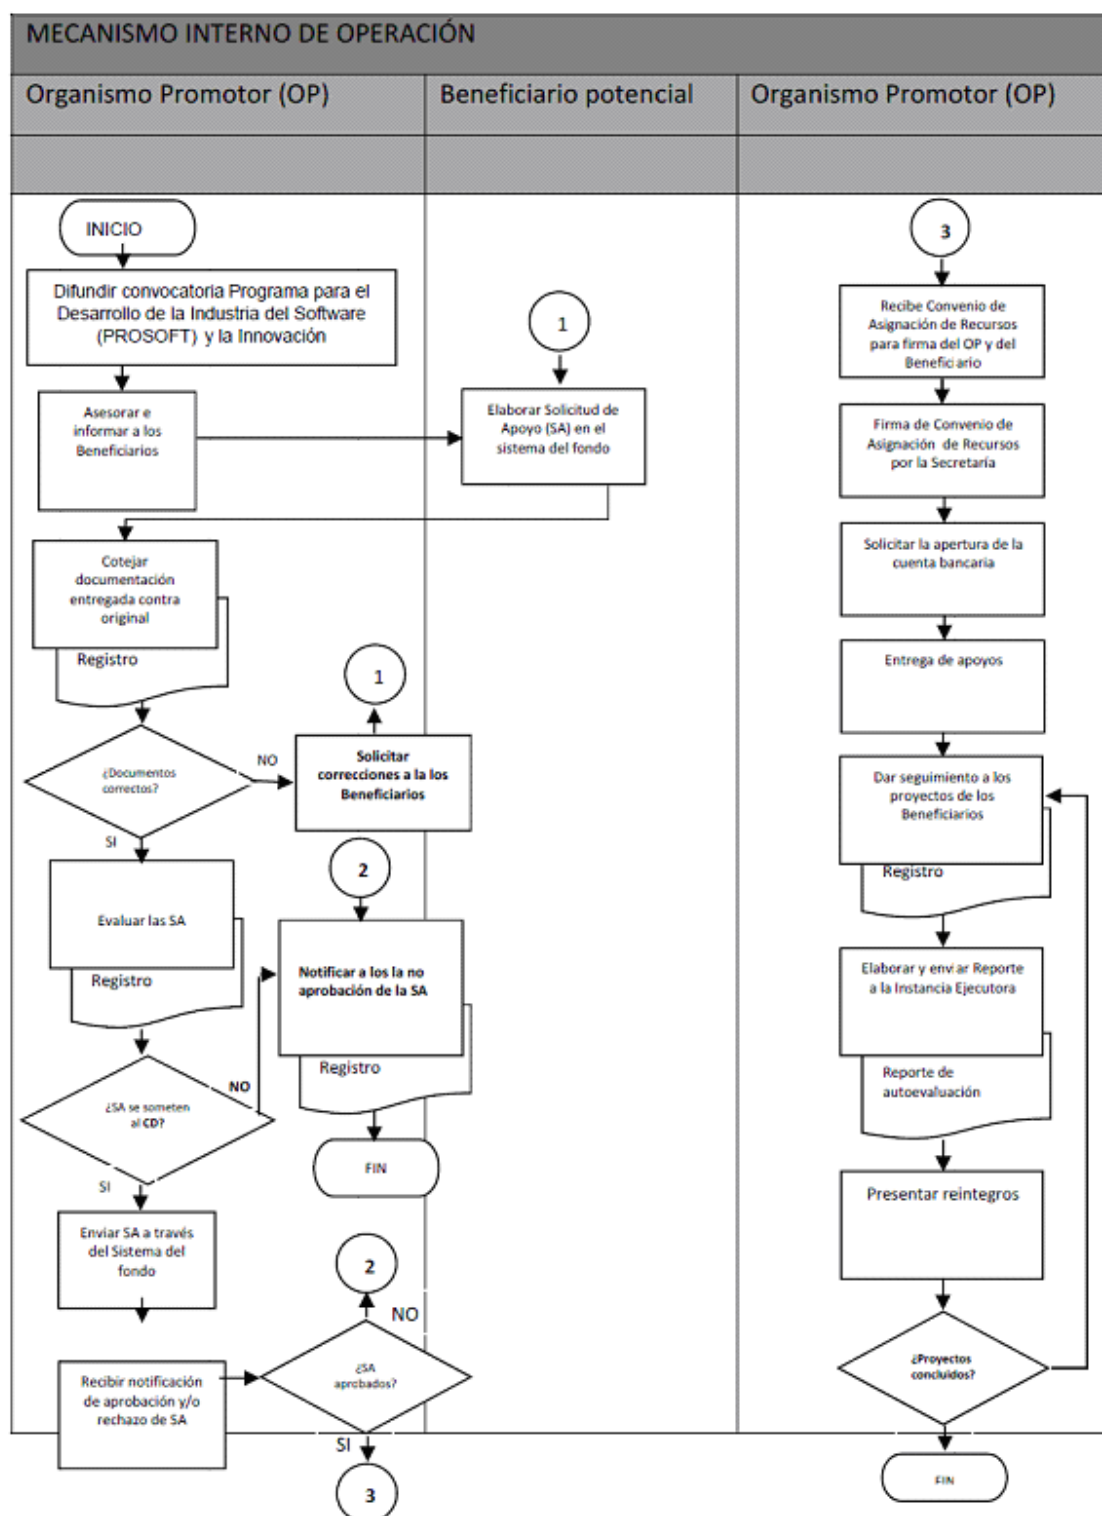 MECANISMO INTERNO DE OPERACIÓN
Organismo Promotor (OP)
Beneficiario potencial
Organismo Promotor (OP)
INICIO
Difundir convocatoria Programa para el
Desarrollo de la Industria del Software
(PROSOFT) y la Innovación
Asesorar e
informar a los
Beneficiarios
1
Elaborar Solicitud de
Apoyo (SA) en el
sistema del fondo
Cotejar
documentación
entregada contra
original
Registro
¿Documentos
correctos?
NO
SI
1
Solicitar
correcciones a la los
Beneficiarios
Evaluar las SA
Registro
2
Notificar a los la no
aprobación de la SA
Registro
FIN
¿SA se someten
al CD?
NO
SI
Enviar SA a través
del Sistema del
fondo
Recibir notificación
de aprobación y/o
rechazo de SA
2
NO
¿SA
aprobados?
SI
3
3
Recibe Convenio de
Asignación de Recursos
para firma del OP y del
Beneficiario
Firma de Convenio de
Asignación de Recursos
por la Secretaría
Solicitar la apertura de la
cuenta bancaria
Entrega de apoyos
Dar seguimiento a los
proyectos de los
Beneficiarios
Registro
Elaborar y enviar Reporte
a la Instancia Ejecutora
Reporte de
autoevaluación
Presentar reintegros
¿Proyectos
concluidos?
FIN